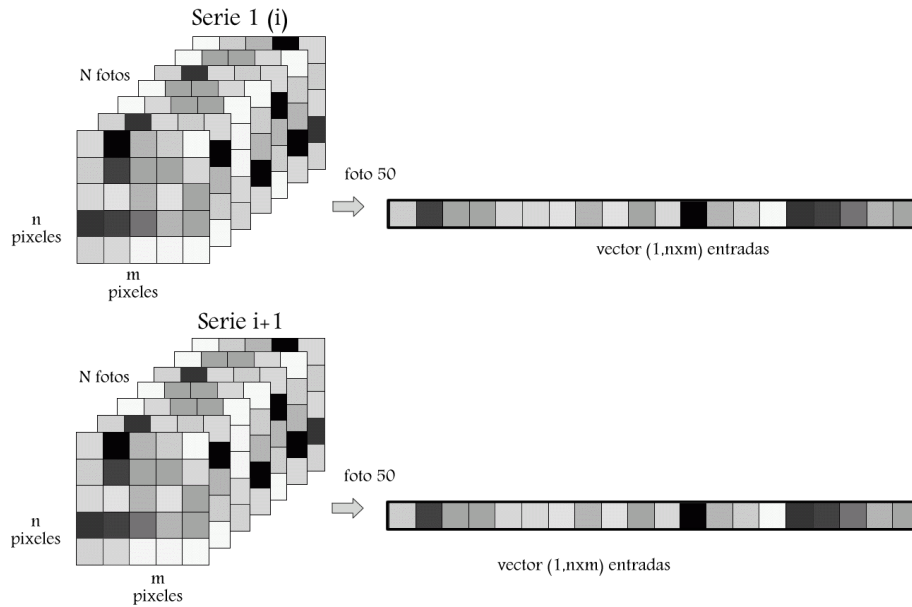 Serie 1 (i)
N fotos
foto 50
n
pixeles
vector (1,nxm) entradas
m
pixeles
Serie i+1
N fotos
foto 50
n
pixeles
vector (1,nxm) entradas
m
pixeles